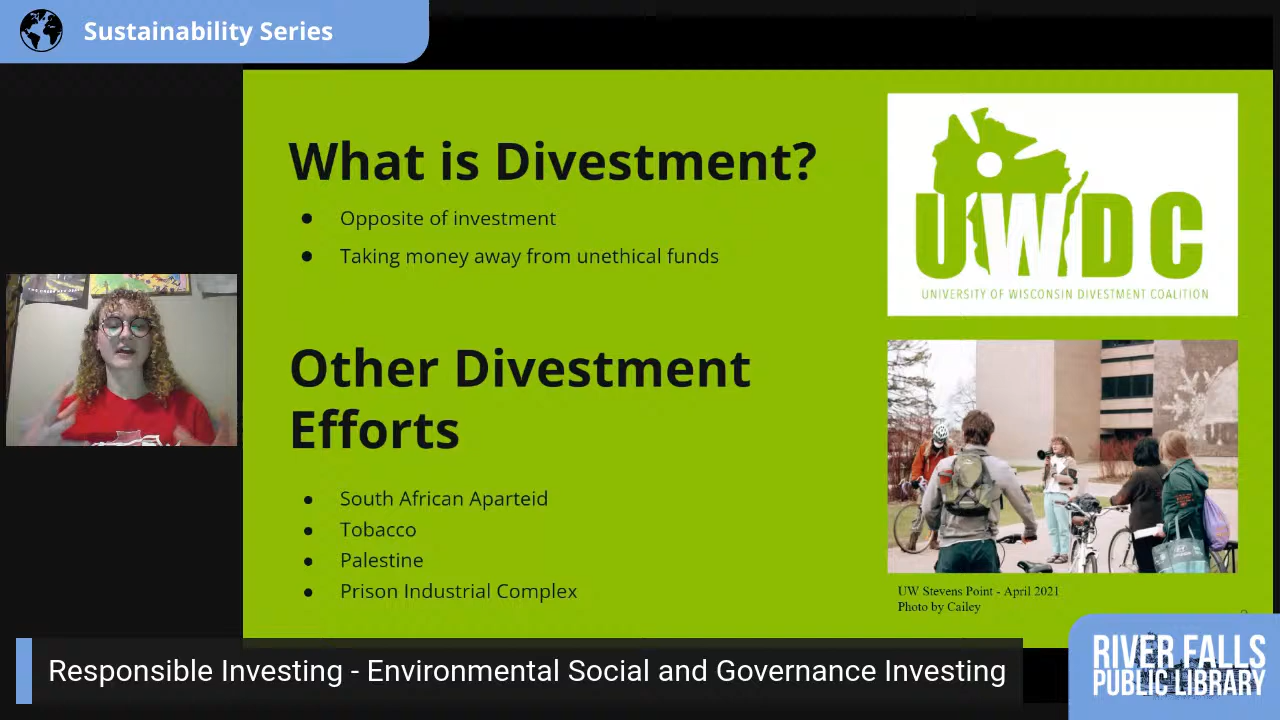 Sustainability Series
What is Divestment?
● Opposite of investment
● Taking money away from unethical funds
UWDC
UNIVERSITY OF WISCONSIN DIVESTMENT COALITION
Other Divestment
Efforts
● South African Aparteid
● Tobacco
● Palestine
● Prison Industrial Complex
UW Stevens Point - April 2021
Photo by Cailey
Responsible Investing - Environmental Social and Governance Investing
RIVER FALLS
PUBLIC LIBRARY